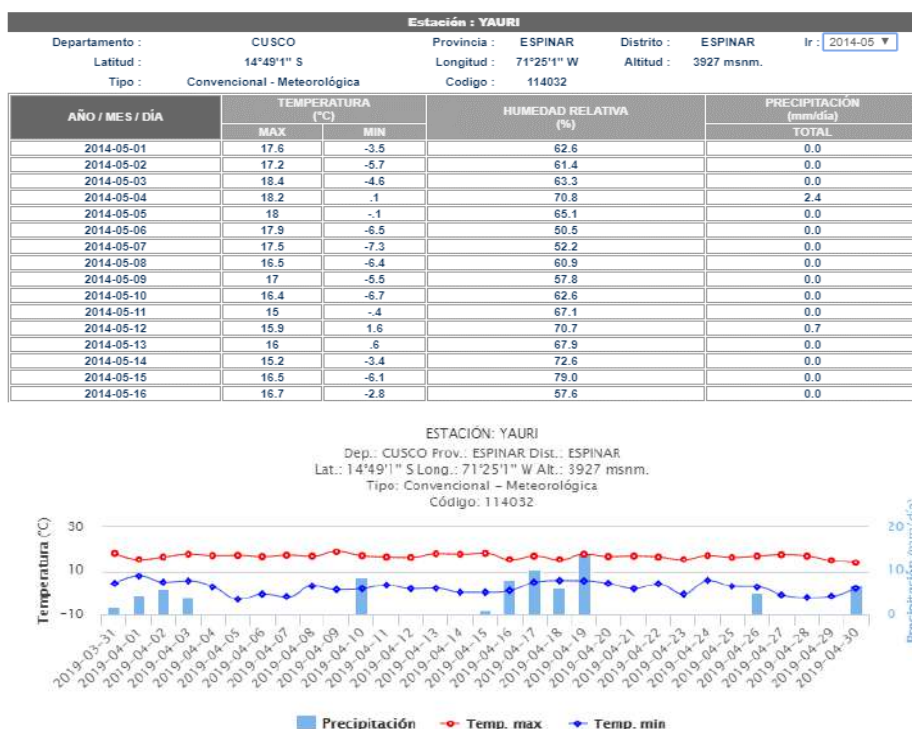 Estación : YAURI
Departamento : CUSCO Provincia : ESPINAR Distrito : ESPINAR Ir : 2014-05 ▼
Latitud : 14°49'1" S Longitud : 71°25'1" W Altitud : 3927 msnm.
Tipo : Convencional - Meteorológica Codigo : 114032
AÑO / MES / DÍA TEMPERATURA (°C) HUMEDAD RELATIVA (%) PRECIPITACIÓN (mm/día)
MAX MIN TOTAL
2014-05-01 17.6 -3.5 62.6 0.0
2014-05-02 17.2 -5.7 61.4 0.0
2014-05-03 18.4 -4.6 63.3 0.0
2014-05-04 18.2 .1 70.8 2.4
2014-05-05 18 -.1 65.1 0.0
2014-05-06 17.9 -6.5 50.5 0.0
2014-05-07 17.5 -7.3 52.2 0.0
2014-05-08 16.5 -6.4 60.9 0.0
2014-05-09 17 -5.5 57.8 0.0
2014-05-10 16.4 -6.7 62.6 0.0
2014-05-11 15 -.4 67.1 0.0
2014-05-12 15.9 1.6 70.7 0.7
2014-05-13 16 .6 67.9 0.0
2014-05-14 15.2 -3.4 72.6 0.0
2014-05-15 16.5 -6.1 79.0 0.0
2014-05-16 16.7 -2.8 57.6 0.0
ESTACIÓN: YAURI
Dep.: CUSCO Prov.: ESPINAR Dist.: ESPINAR
Lat.: 14°49'1" S Long.: 71°25'1" W Alt.: 3927 msnm.
Tipo: Convencional – Meteorológica
Código: 114032
Temperatura (°C)
30
10
-10
20
10
0
Precipitación (mm/día)
2019-03-31
2019-04-01
2019-04-02
2019-04-03
2019-04-04
2019-04-05
2019-04-06
2019-04-07
2019-04-08
2019-04-09
2019-04-10
2019-04-11
2019-04-12
2019-04-13
2019-04-14
2019-04-15
2019-04-16
2019-04-17
2019-04-18
2019-04-19
2019-04-20
2019-04-21
2019-04-22
2019-04-23
2019-04-24
2019-04-25
2019-04-26
2019-04-27
2019-04-28
2019-04-29
2019-04-30
Precipitación Temp. max Temp. min